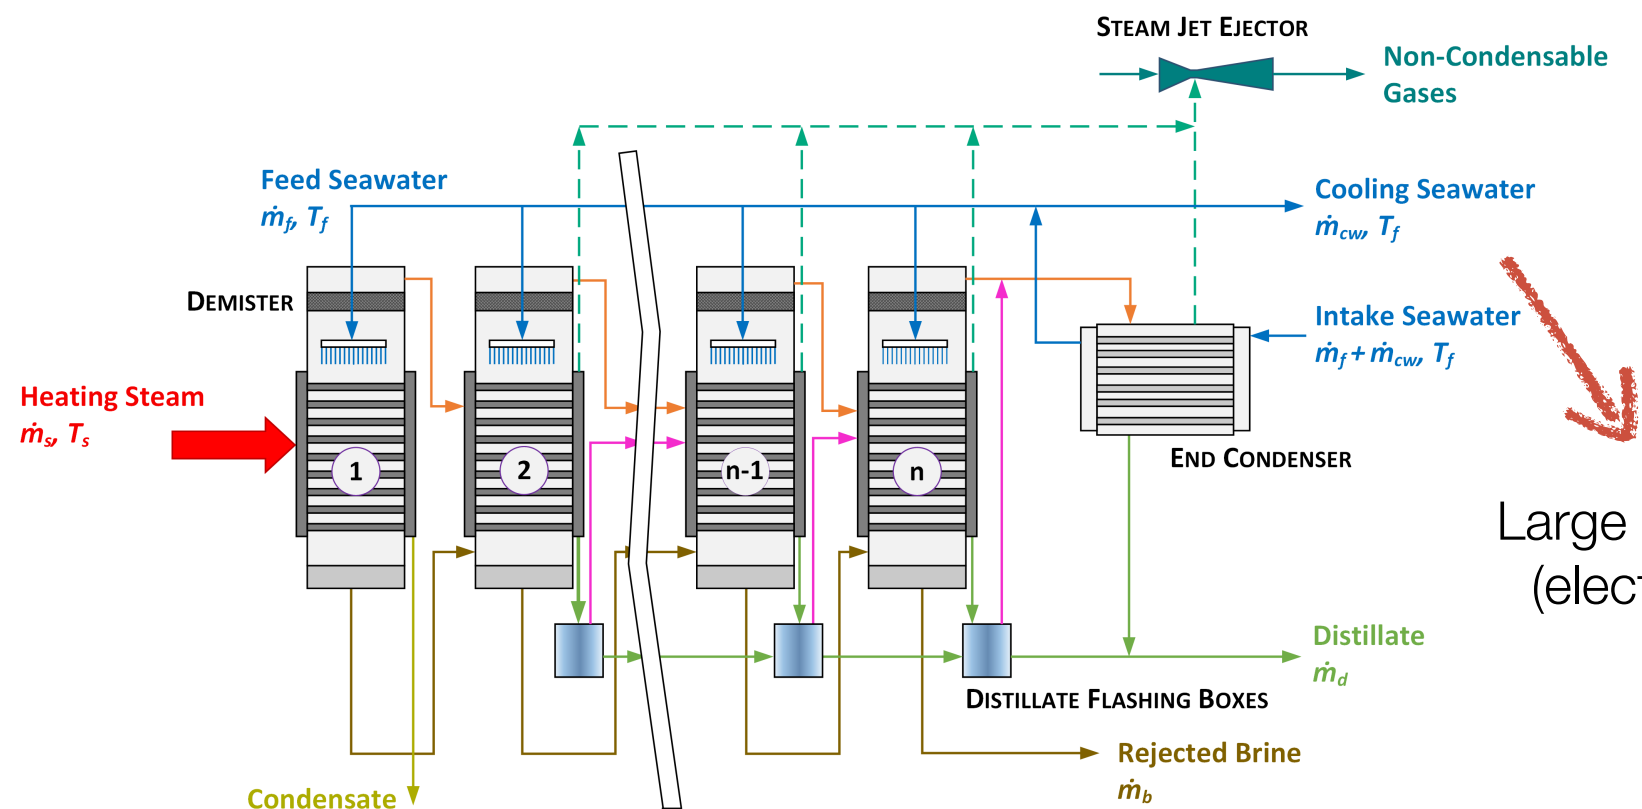 STEAM JET EJECTOR
Non-Condensable
Gases
Feed Seawater
ṁf, Tf
Cooling Seawater
ṁcw, Tf
DEMISTER
Intake Seawater
ṁf + ṁcw, Tf
Heating Steam
ṁs, Ts
1
2
n-1
n
END CONDENSER
Large
(elect
Distillate
ṁd
DISTILLATE FLASHING BOXES
Rejected Brine
ṁb
Condensate